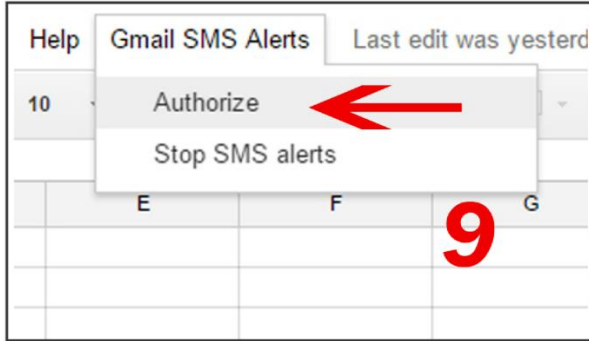 Help Gmail SMS Alerts Last edit was yesterd
10 Authorize
Stop SMS alerts
E F G
9